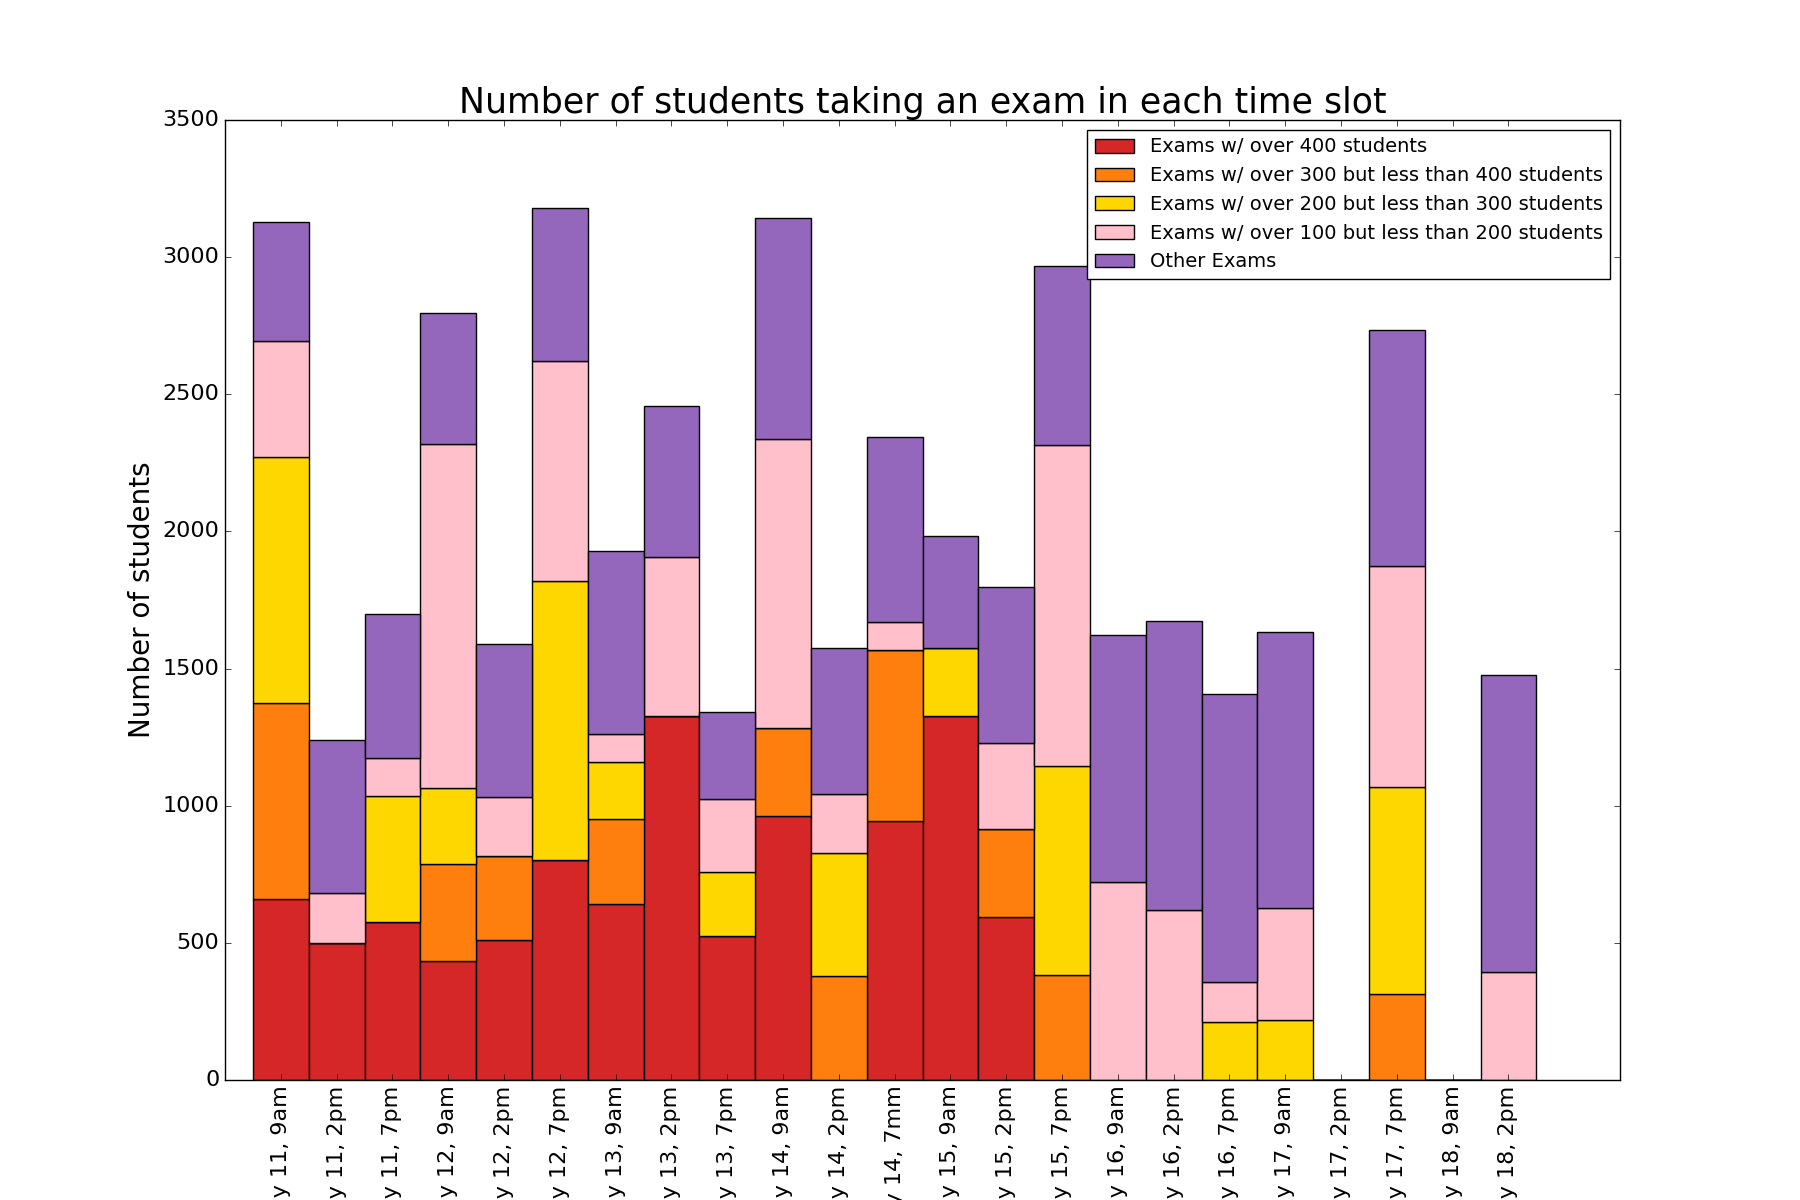 Number of students taking an exam in each time slot
Exams w/ over 400 students
Exams w/ over 300 but less than 400 students
Exams w/ over 200 but less than 300 students
Exams w/ over 100 but less than 200 students
Other Exams
Number of students
3500
3000
2500
2000
1500
1000
500
0
y 11, 9am
y 11, 2pm
y 11, 7pm
y 12, 9am
y 12, 2pm
y 12, 7pm
y 13, 9am
y 13, 2pm
y 13, 7pm
y 14, 9am
y 14, 2pm
y 14, 7mm
y 15, 9am
y 15, 2pm
y 15, 7pm
y 16, 9am
y 16, 2pm
y 16, 7pm
y 17, 9am
y 17, 2pm
y 17, 7pm
y 18, 9am
y 18, 2pm